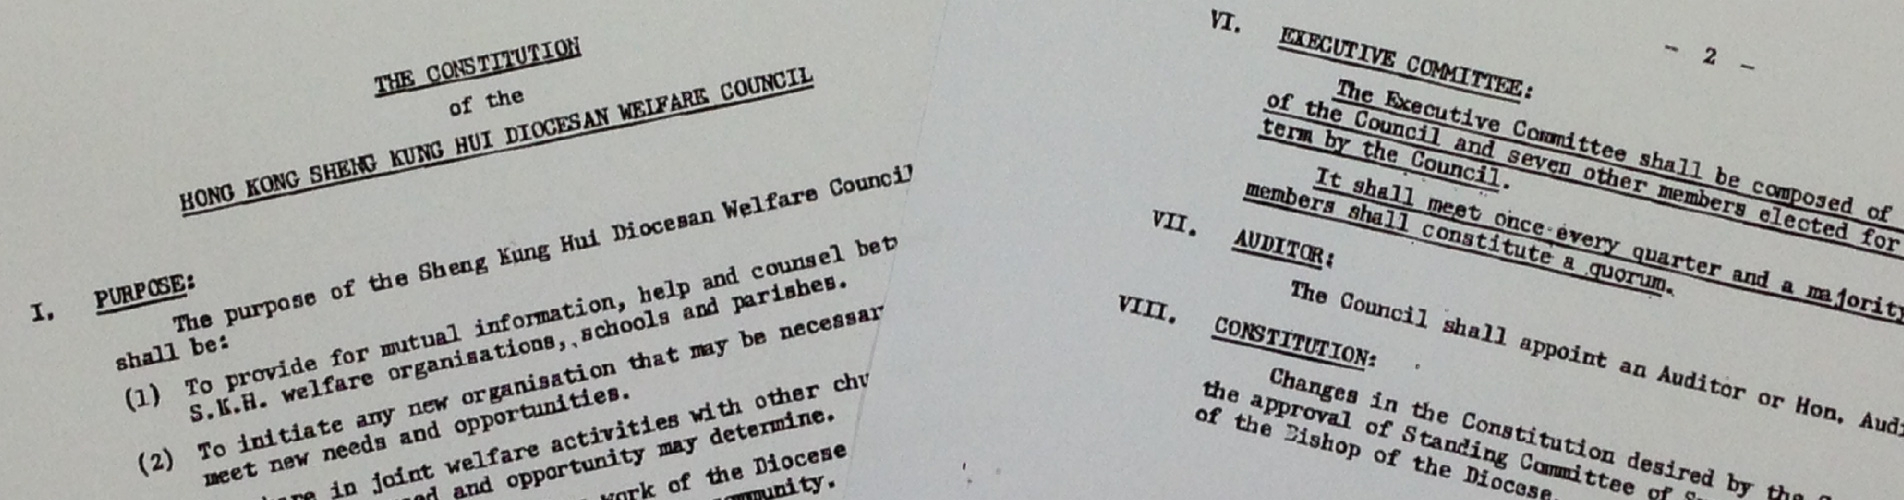 THE CONSTITUTION
of the
HONG KONG SHENG KUNG HUI DIOCESAN WELFARE COUNCIL
I. PURPOSE:
The purpose of the Sheng Kung Hui Diocesan Welfare Council
shall be:
(1) To provide for mutual information, help and counsel
S.K.H. welfare organisations, schools and parishes.
(2) To initiate any new organisation that may be
meet new needs and opportunities.
in joint welfare activities with other
and opportunity may determine.
work of the Diocese
- 2 -
VI. EXECUTIVE COMMITTEE:
The Executive Committee shall be composed of
of the Council and seven other members elected for
term by the Council.
It shall meet once every quarter and a majority
members shall constitute a quorum.
VII. AUDITOR:
The Council shall appoint an Auditor or Hon.
VIII. CONSTITUTION:
Changes in the Constitution desired by the
the approval of Standing Committee of
of the Bishop of the Diocese.